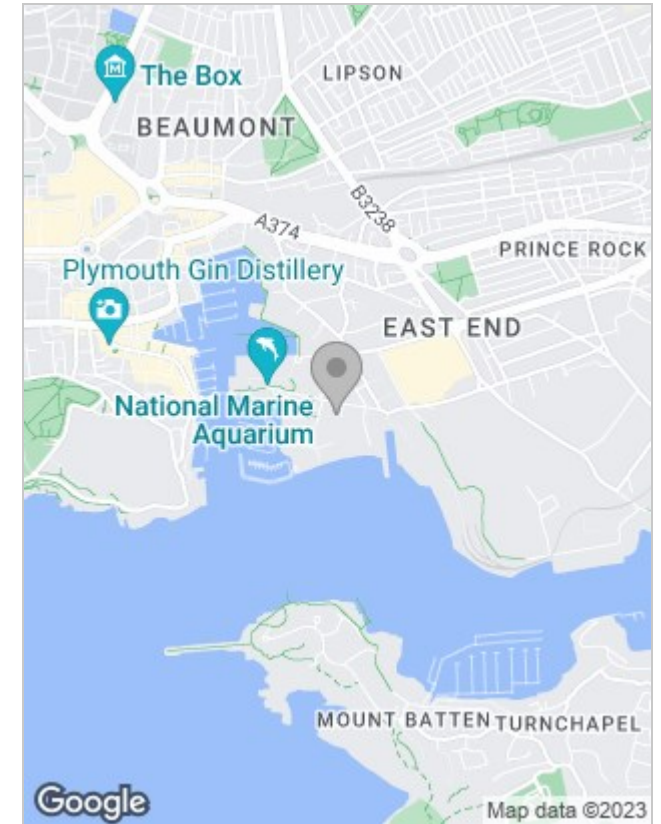 The Box
LIPSON
BEAUMONT
B3238
A374
PRINCE ROCK
Plymouth Gin Distillery
EAST END
National Marine
Aquarium
MOUNT BATTEN
TURNCHAPEL
Google
Map data ©2023